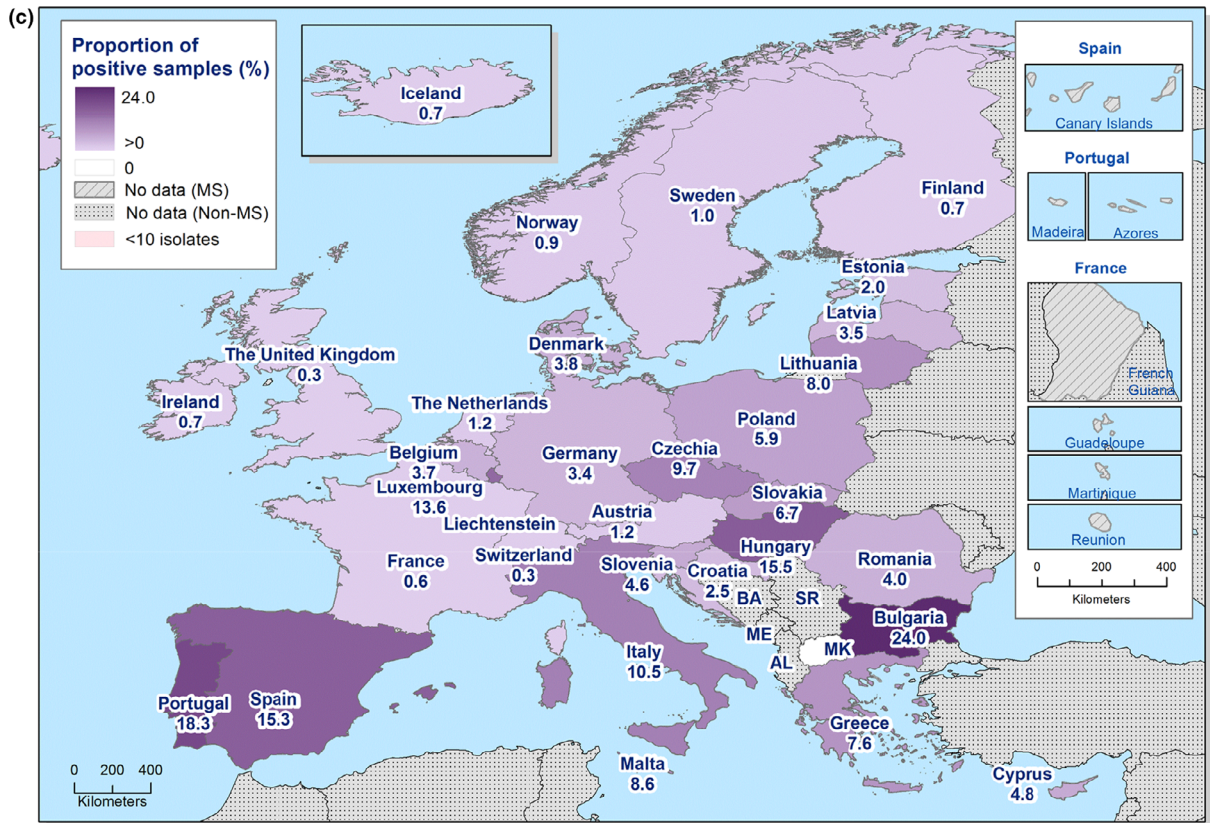 (c)
Proportion of
positive samples (%)
24.0
>0
0
No data (MS)
No data (Non-MS)
<10 isolates
Iceland
0.7
Norway
0.9
Sweden
1.0
Finland
0.7
Estonia
2.0
Latvia
3.5
Lithuania
8.0
Denmark
3.8
The United Kingdom
0.3
Ireland
0.7
The Netherlands
1.2
Belgium
3.7
Luxembourg
13.6
Germany
3.4
Poland
5.9
Czechia
9.7
Slovakia
6.7
Austria
1.2
Liechtenstein
Switzerland
0.3
France
0.6
Hungary
15.5
Slovenia
4.6
Croatia
2.5
Romania
4.0
BA
SR
ME
AL
MK
Bulgaria
24.0
Italy
10.5
Portugal
18.3
Spain
15.3
Greece
7.6
Malta
8.6
Cyprus
4.8
0 200 400
Kilometers
Spain
Canary Islands
Portugal
Madeira
Azores
France
French
Guiana
Guadeloupe
Martinique
Reunion
0 200 400
Kilometers